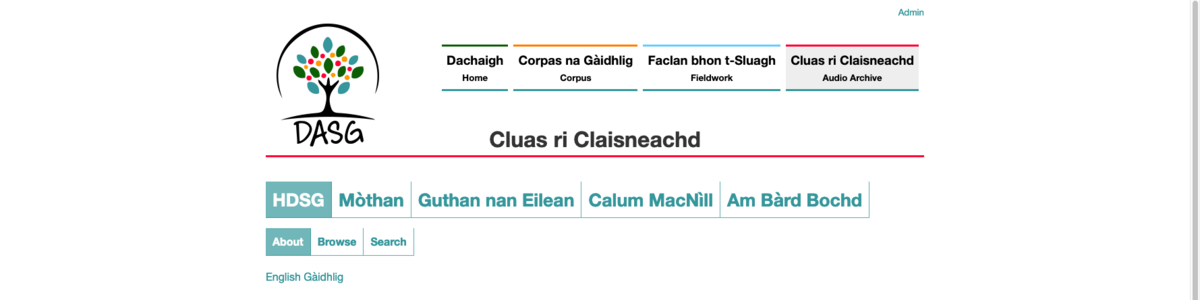 Admin
Dachaigh Corpas na Gàidhlig Faclan bhon t-Sluagh Cluas ri Claisneachd
Home Corpus Fieldwork Audio Archive
DASG
Cluas ri Claisneachd
HDSG Mòthan Guthan nan Eilean Calum MacNìll Am Bàrd Bochd
About Browse Search
English Gàidhlig